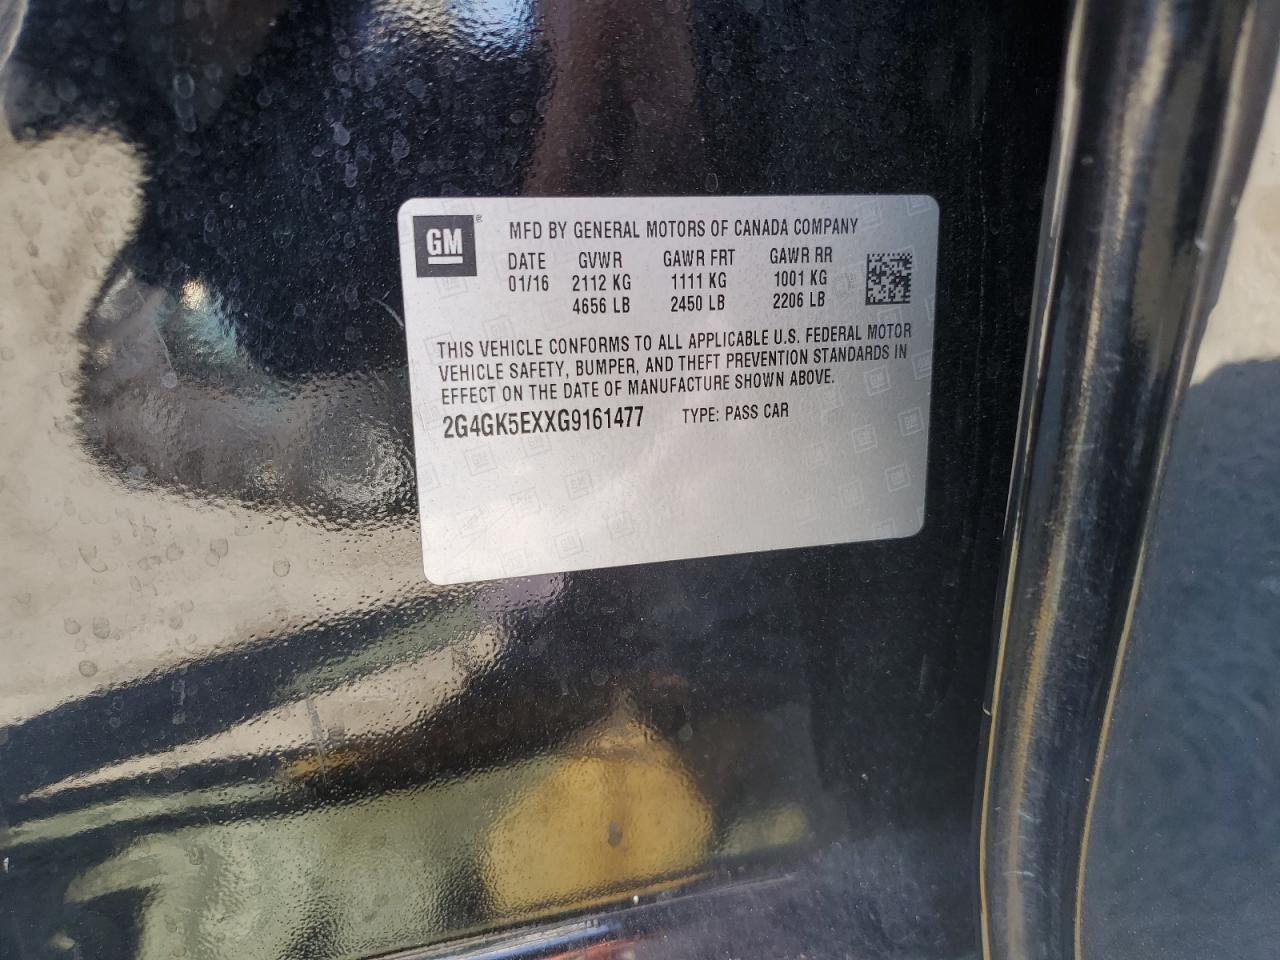 GM ®
MFD BY GENERAL MOTORS OF CANADA COMPANY
DATE GVWR GAWR FRT GAWR RR
01/16 2112 KG 1111 KG 1001 KG
4656 LB 2450 LB 2206 LB
THIS VEHICLE CONFORMS TO ALL APPLICABLE U.S. FEDERAL MOTOR
VEHICLE SAFETY, BUMPER, AND THEFT PREVENTION STANDARDS IN
EFFECT ON THE DATE OF MANUFACTURE SHOWN ABOVE.
2G4GK5EXXG9161477 TYPE: PASS CAR